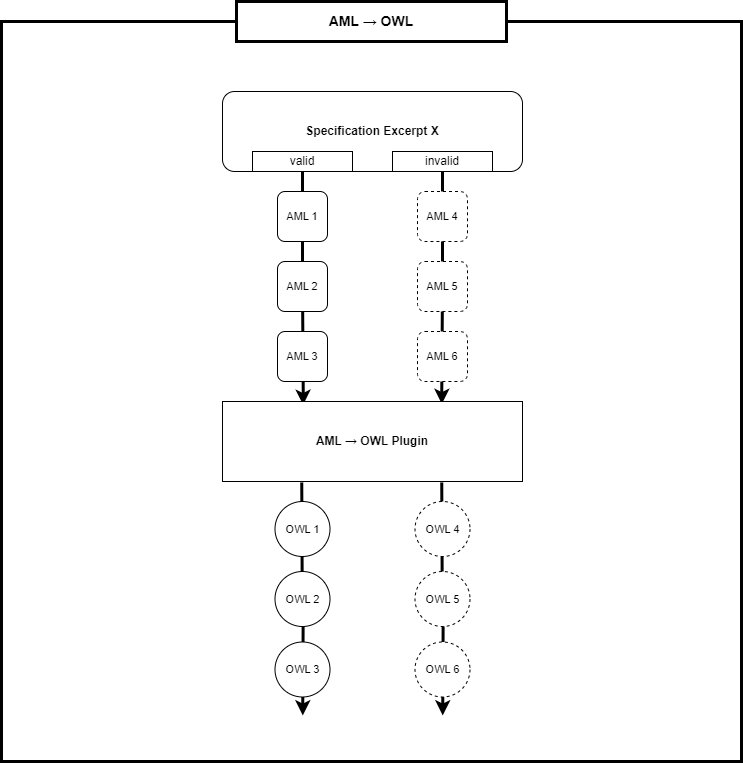 AML → OWL
Specification Excerpt X
valid invalid
AML 1 AML 4
AML 2 AML 5
AML 3 AML 6
AML → OWL Plugin
OWL 1 OWL 4
OWL 2 OWL 5
OWL 3 OWL 6